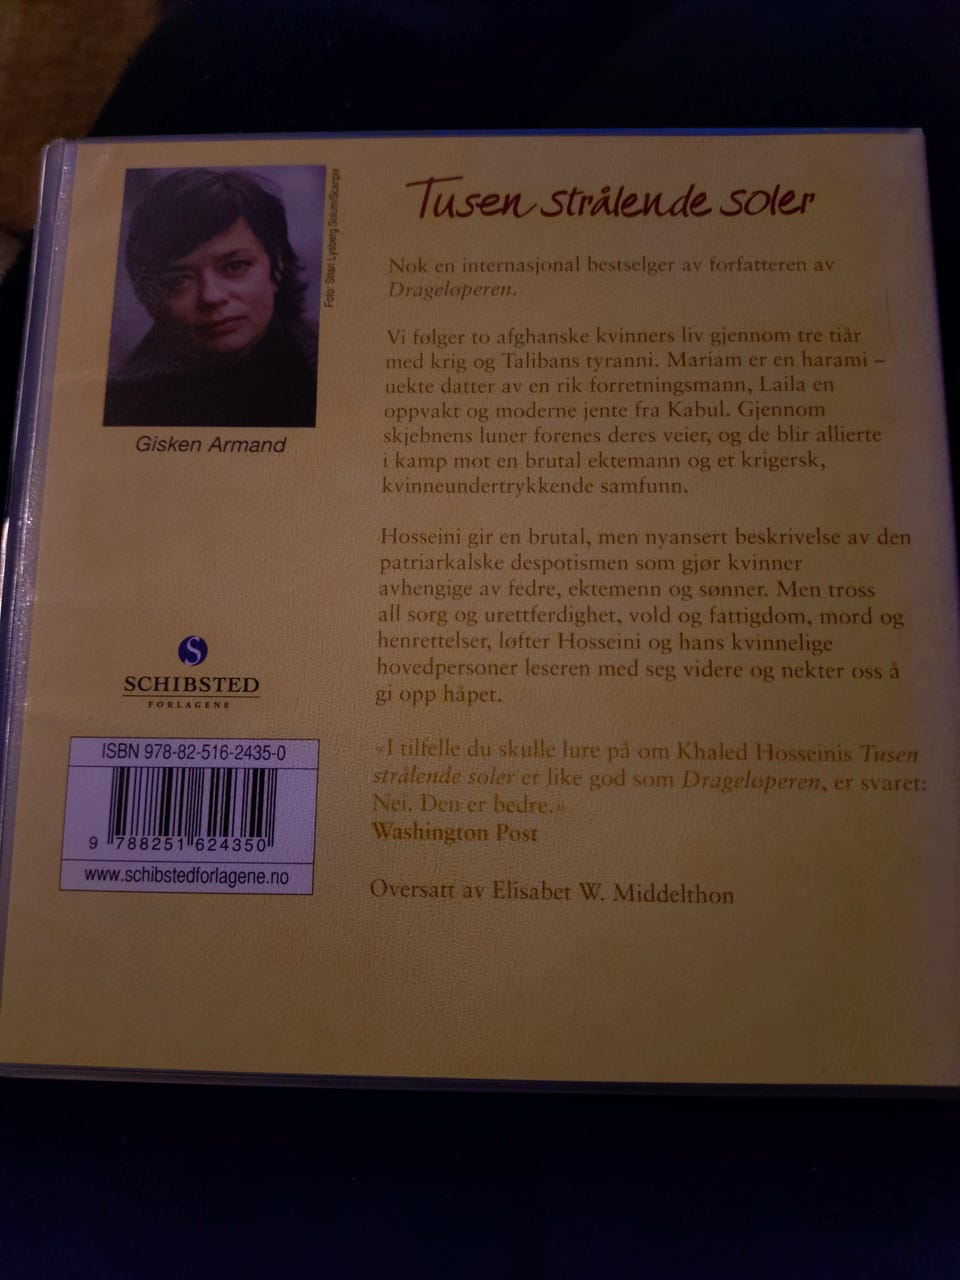 Foto: Stian Lysberg Solum/Scanpix
Gisken Armand
Tusen strålende soler
Nok en internasjonal bestselger av forfatteren av
Drageløperen.
Vi følger to afghanske kvinners liv gjennom tre tiår
med krig og Talibans tyranni. Mariam er en harami –
uekte datter av en rik forretningsmann, Laila en
oppvakt og moderne jente fra Kabul. Gjennom
skjebnens luner forenes deres veier, og de blir allierte
i kamp mot en brutal ektemann og et krigersk,
kvinneundertrykkende samfunn.
Hosseini gir en brutal, men nyansert beskrivelse av den
patriarkalske despotismen som gjør kvinner
avhengige av fedre, ektemenn og sønner. Men tross
all sorg og urettferdighet, vold og fattigdom, mord og
henrettelser, løfter Hosseini og hans kvinnelige
hovedpersoner leseren med seg videre og nekter oss å
gi opp håpet.
«I tilfelle du skulle lure på om Khaled Hosseinis Tusen
strålende soler er like god som Drageløperen, er svaret:
Nei. Den er bedre.»
Washington Post
Oversatt av Elisabet W. Middelthon
S
SCHIBSTED
FORLAGENE
ISBN 978-82-516-2435-0
9 788251 624350
www.schibstedforlagene.no